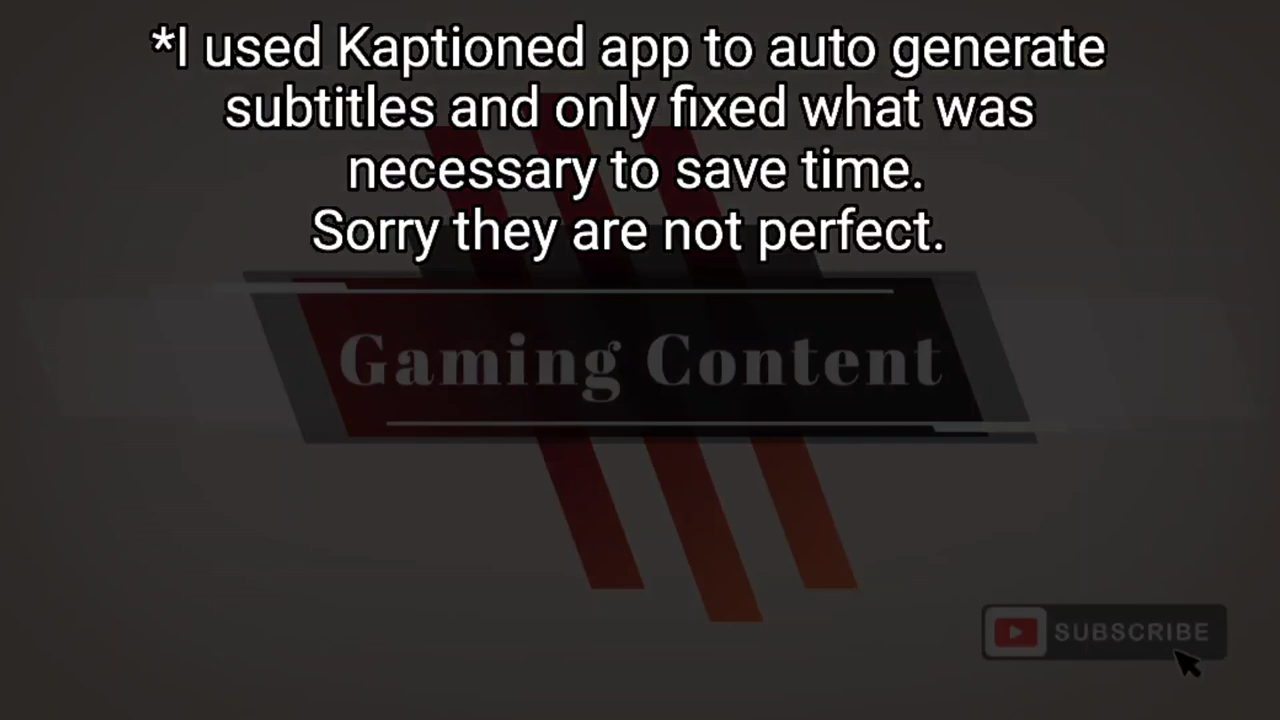 *I used Kaptioned app to auto generate
subtitles and only fixed what was
necessary to save time.
Sorry they are not perfect.
Gaming Content
SUBSCRIBE